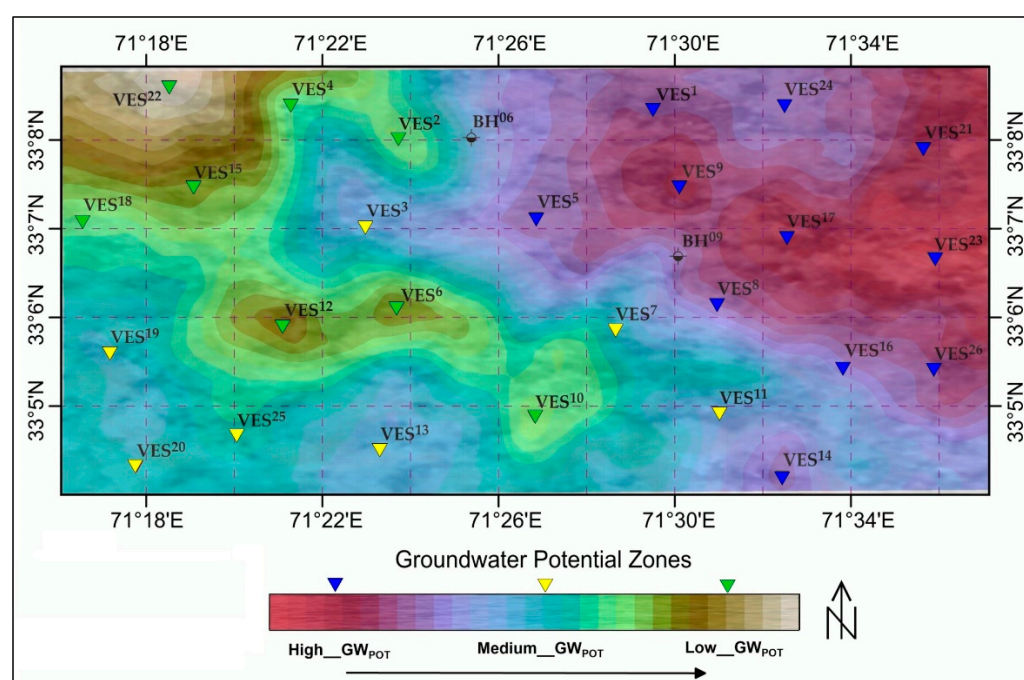 71°18'E 71°22'E 71°26'E 71°30'E 71°34'E
VES22
VES4
VES1
VES24
VES2
BH06
VES21
33°8'N
33°8'N
VES15
VES9
VES18
VES3
VES5
VES17
33°7'N
33°7'N
BH09
VES23
VES12
VES6
VES8
33°6'N
33°6'N
VES7
VES19
VES16
VES26
VES10
VES11
33°5'N
33°5'N
VES25
VES13
VES20
VES14
71°18'E 71°22'E 71°26'E 71°30'E 71°34'E
Groundwater Potential Zones
N
High__GWPOT Medium__GWPOT Low__GWPOT